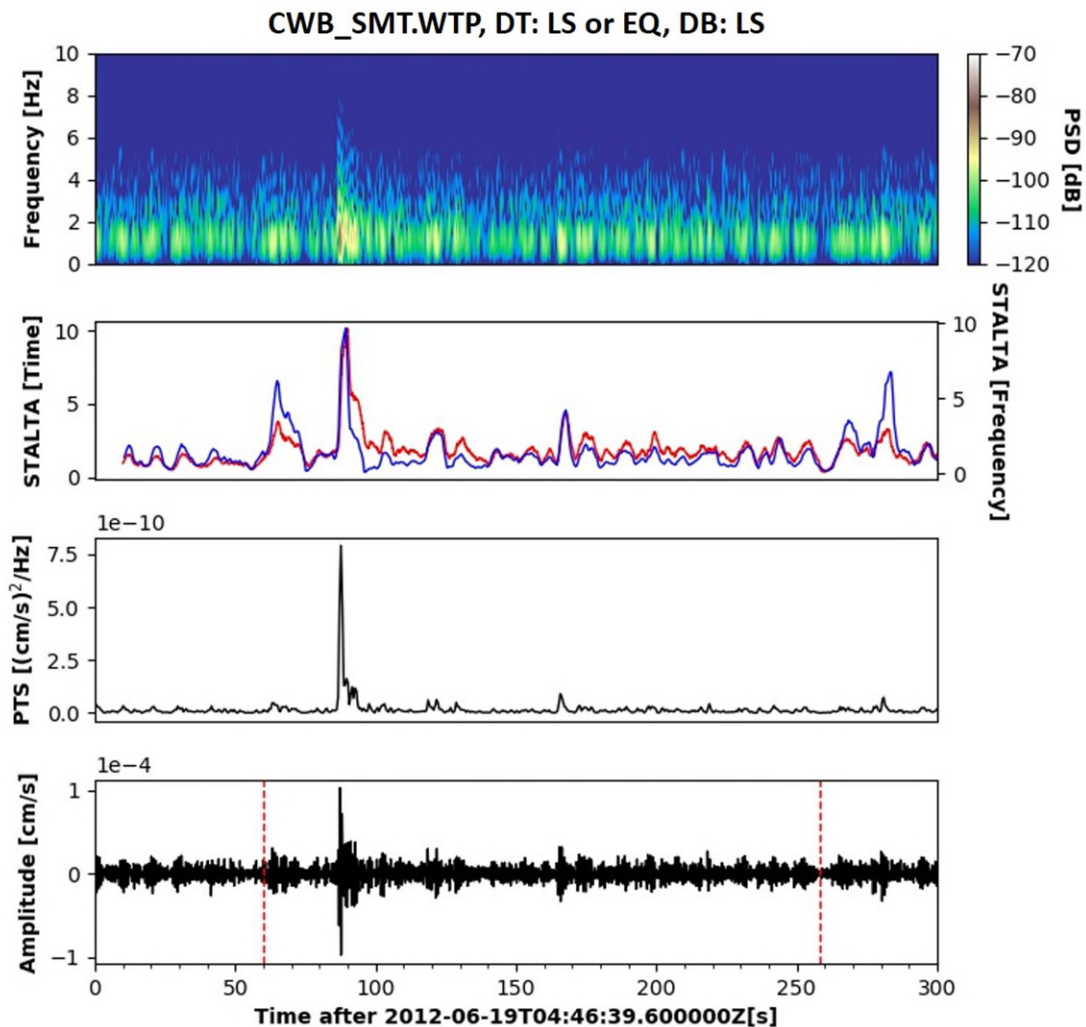 CWB_SMT.WTP, DT: LS or EQ, DB: LS
10
8
6
4
2
0
Frequency [Hz]
−70
−80
−90
−100
−110
−120
PSD [dB]
10
5
0
STALTA [Time]
10
5
0
STALTA [Frequency]
1e−10
7.5
5.0
2.5
0.0
PTS [(cm/s)²/Hz]
1e−4
1
0
−1
Amplitude [cm/s]
0 50 100 150 200 250 300
Time after 2012-06-19T04:46:39.600000Z[s]